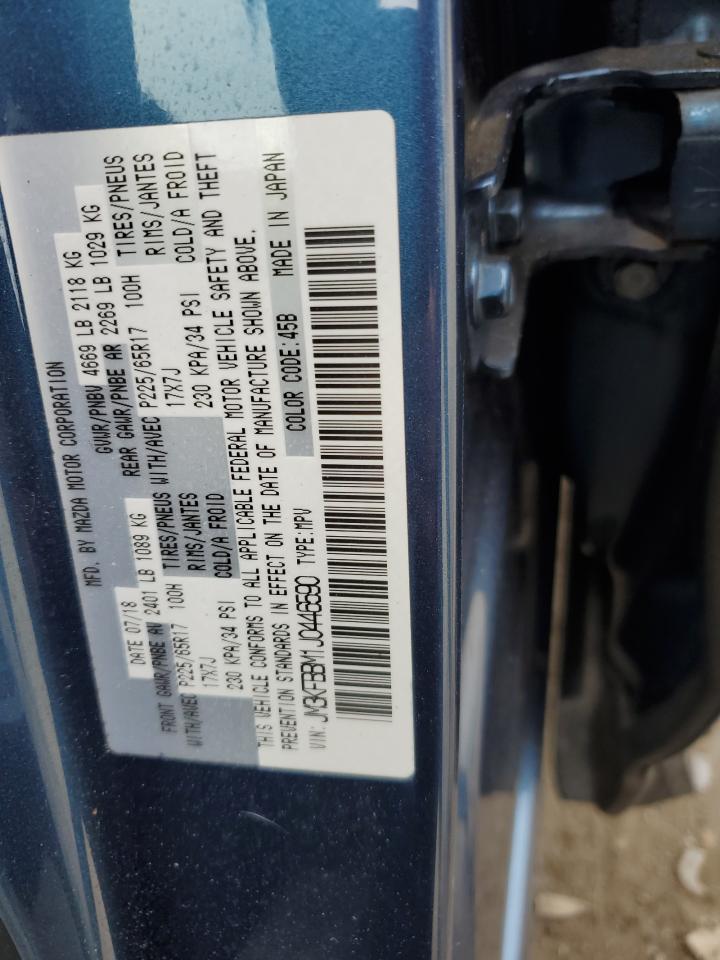 MFD. BY MAZDA MOTOR CORPORATION
DATE 07/18 GVWR/PNBV 4669 LB 2118 KG
FRONT GAWR/PNBE AV 2401 LB 1089 KG REAR GAWR/PNBE AR 2269 LB 1029 KG
WITH/AVEC P225/65R17 100H TIRES/PNEUS WITH/AVEC P225/65R17 100H TIRES/PNEUS
17X7J RIMS/JANTES 17X7J RIMS/JANTES
230 KPA/34 PSI COLD/A FROID 230 KPA/34 PSI COLD/A FROID
THIS VEHICLE CONFORMS TO ALL APPLICABLE FEDERAL MOTOR VEHICLE SAFETY AND THEFT
PREVENTION STANDARDS IN EFFECT ON THE DATE OF MANUFACTURE SHOWN ABOVE.
VIN: JM3KFBBM1J0446590 TYPE:MPV COLOR CODE:45B MADE IN JAPAN